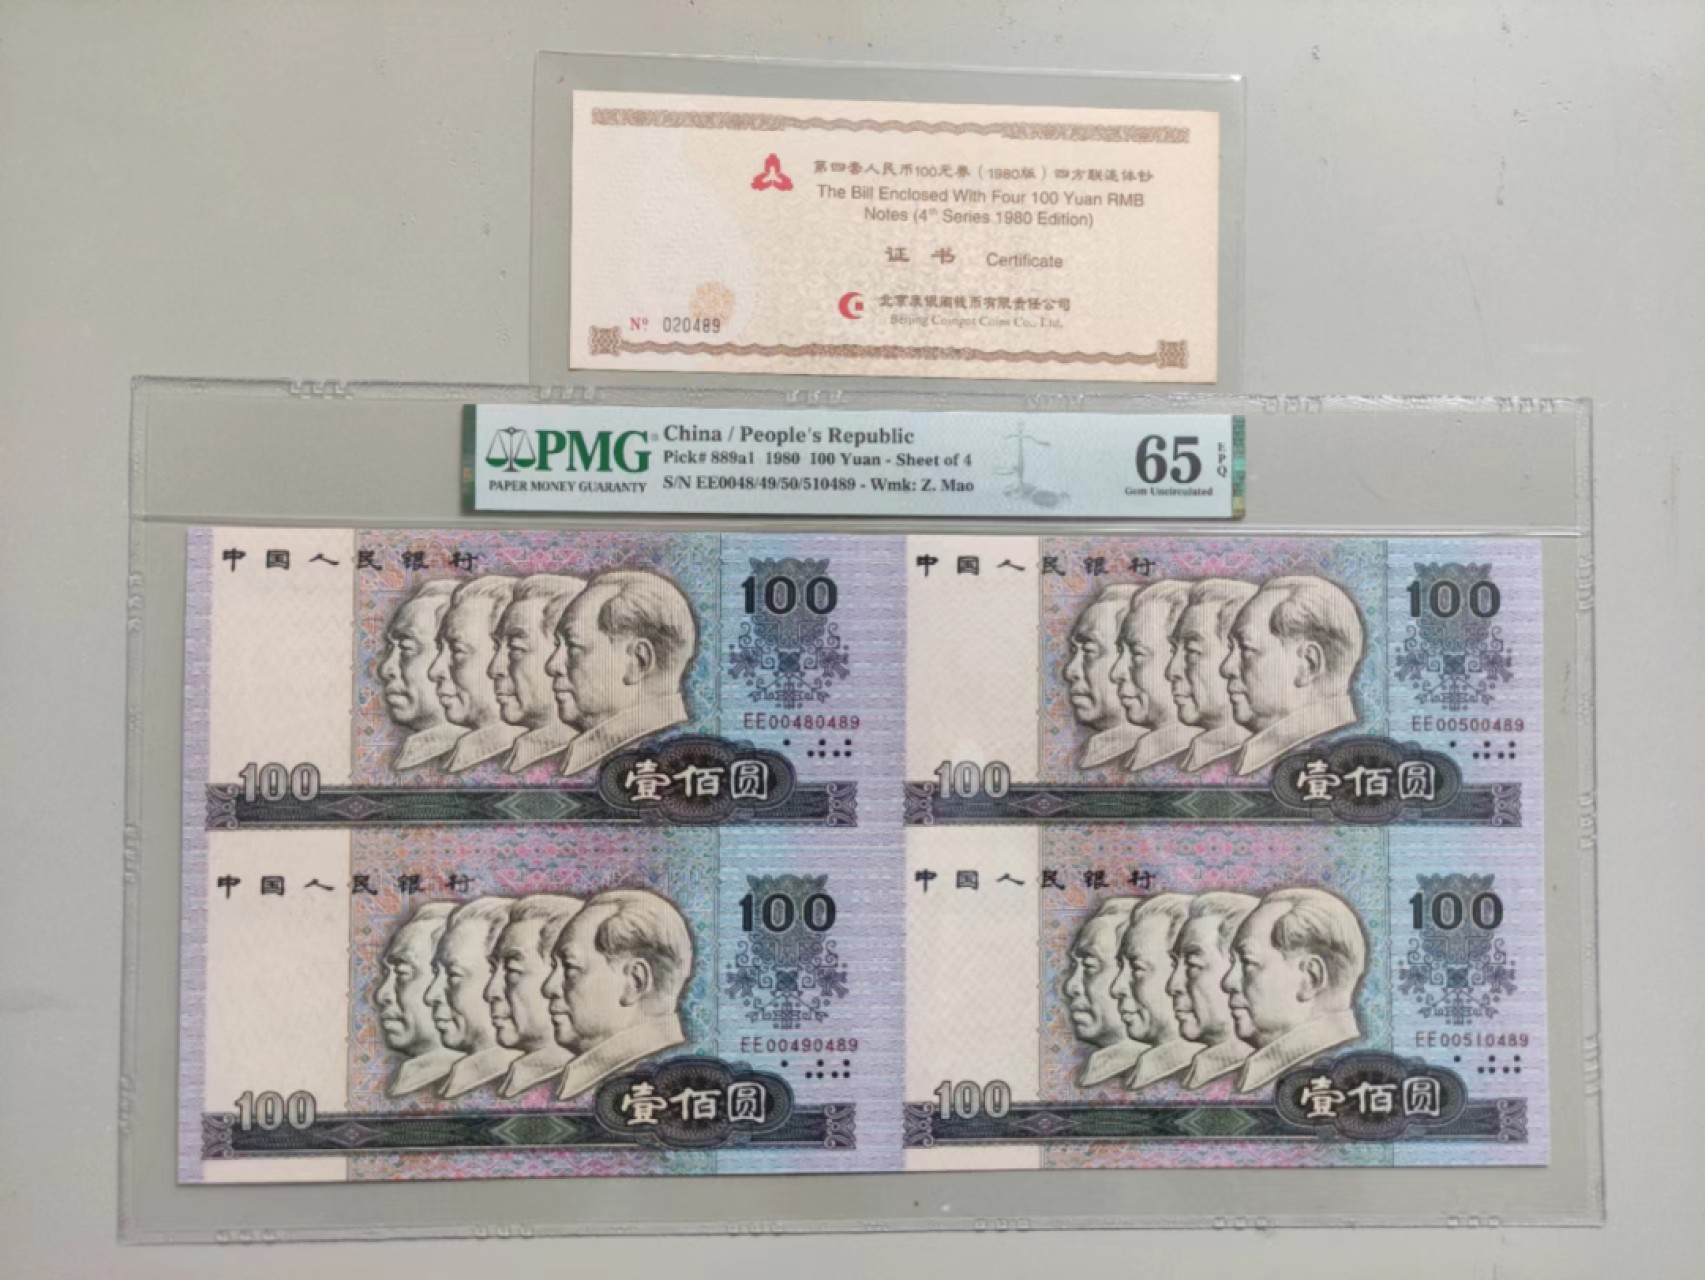 第四套人民币100元券（1980版）四方联连体钞
The Bill Enclosed With Four 100 Yuan RMB
Notes (4th Series 1980 Edition)
证书 Certificate
北京康银阁钱币有限责任公司
Beijing Coingot Coins Co., Ltd.
Nº 020489
PMG
PAPER MONEY GUARANTY
China / People's Republic
Pick# 889a1 1980 100 Yuan - Sheet of 4
S/N EE0048/49/50/510489 - Wmk: Z. Mao
65 EPQ
Gem Uncirculated
中国人民银行
100
EE00480489
100
壹佰圆
中国人民银行
100
EE00500489
100
壹佰圆
中国人民银行
100
EE00490489
100
壹佰圆
中国人民银行
100
EE00510489
100
壹佰圆